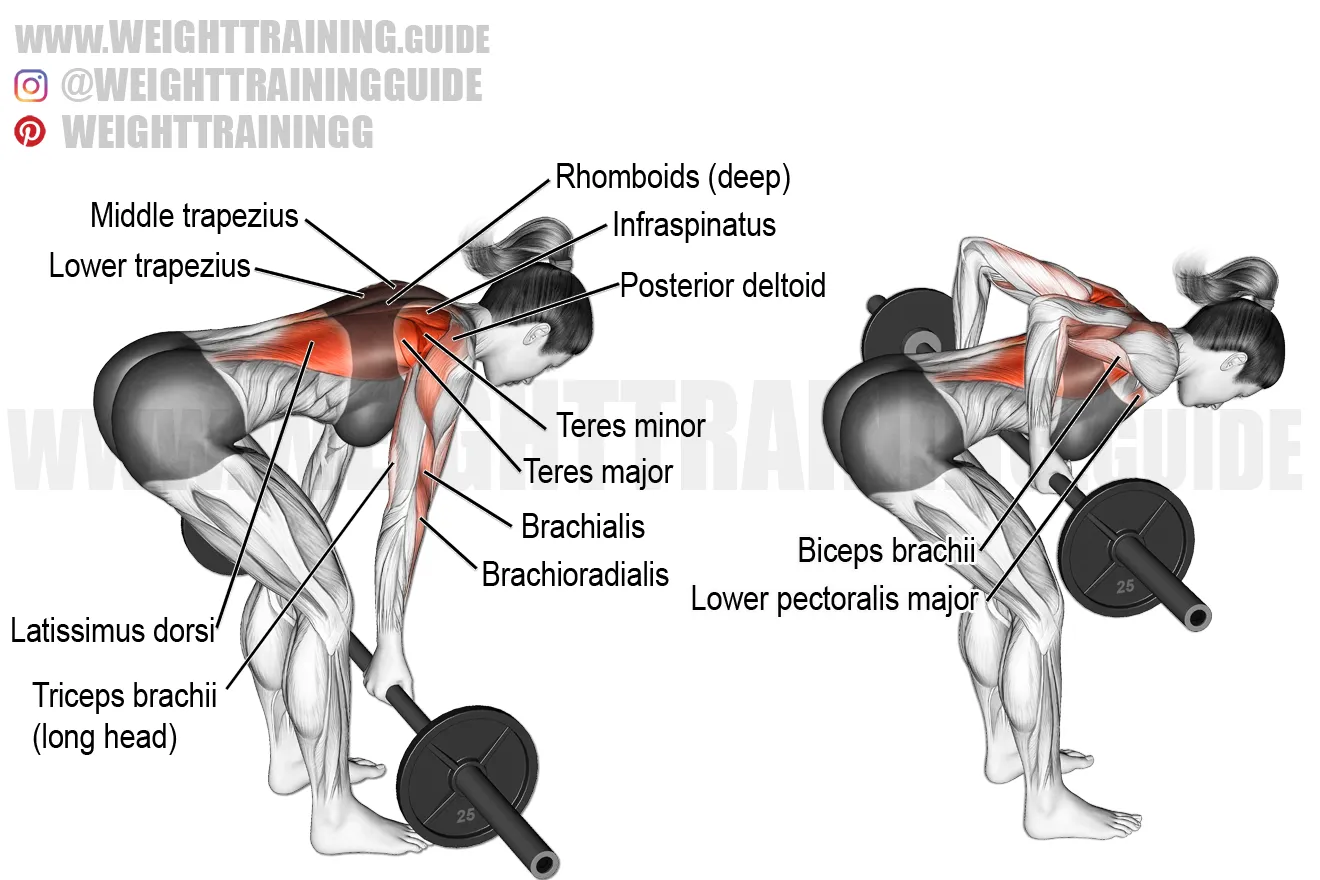 WWW.WEIGHTTRAINING.GUIDE
@WEIGHTTRAININGGUIDE
WEIGHTTRAININGG
Rhomboids (deep)
Middle trapezius
Infraspinatus
Lower trapezius
Posterior deltoid
WWW.WEIGHTTRAINING.GUIDE
Teres minor
Teres major
Brachialis
Biceps brachii
Brachioradialis
Lower pectoralis major
25
Latissimus dorsi
Triceps brachii
(long head)
25